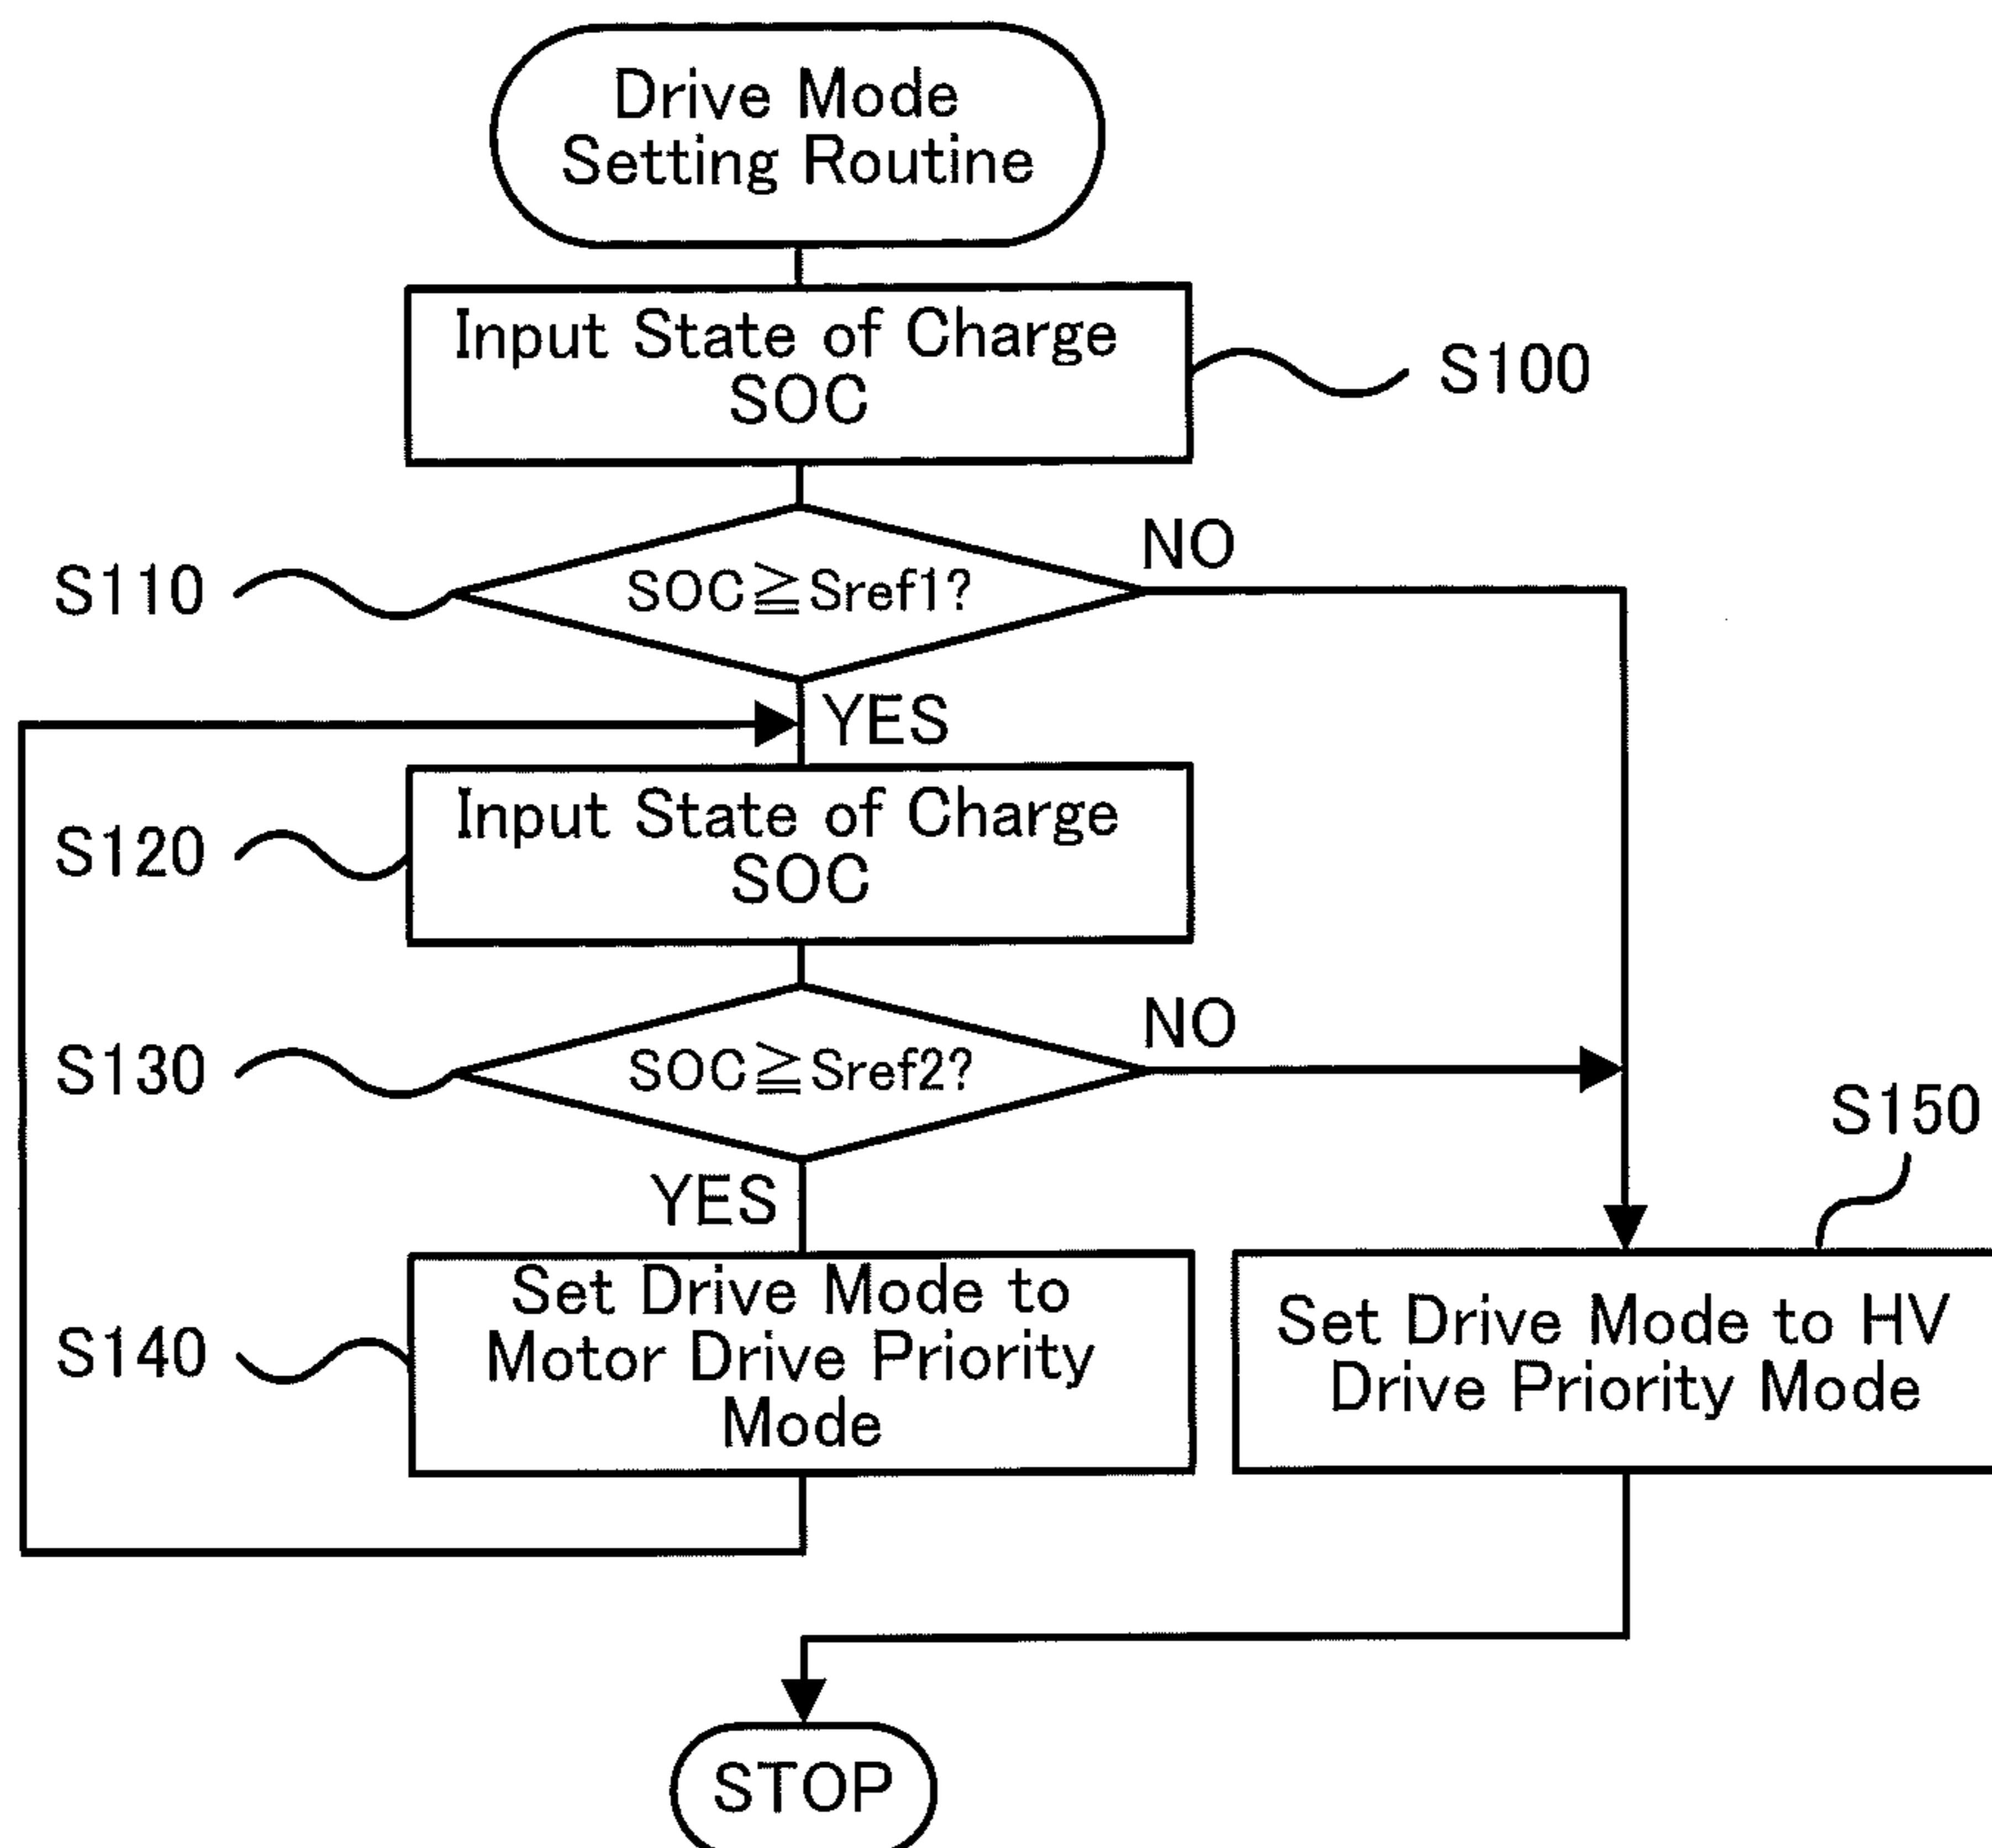 Drive Mode
Setting Routine
Input State of Charge
SOC
S100
S110
SOC≧Sref1?
NO
YES
S120
Input State of Charge
SOC
S130
SOC≧Sref2?
NO
YES
S150
S140
Set Drive Mode to
Motor Drive Priority
Mode
Set Drive Mode to HV
Drive Priority Mode
STOP